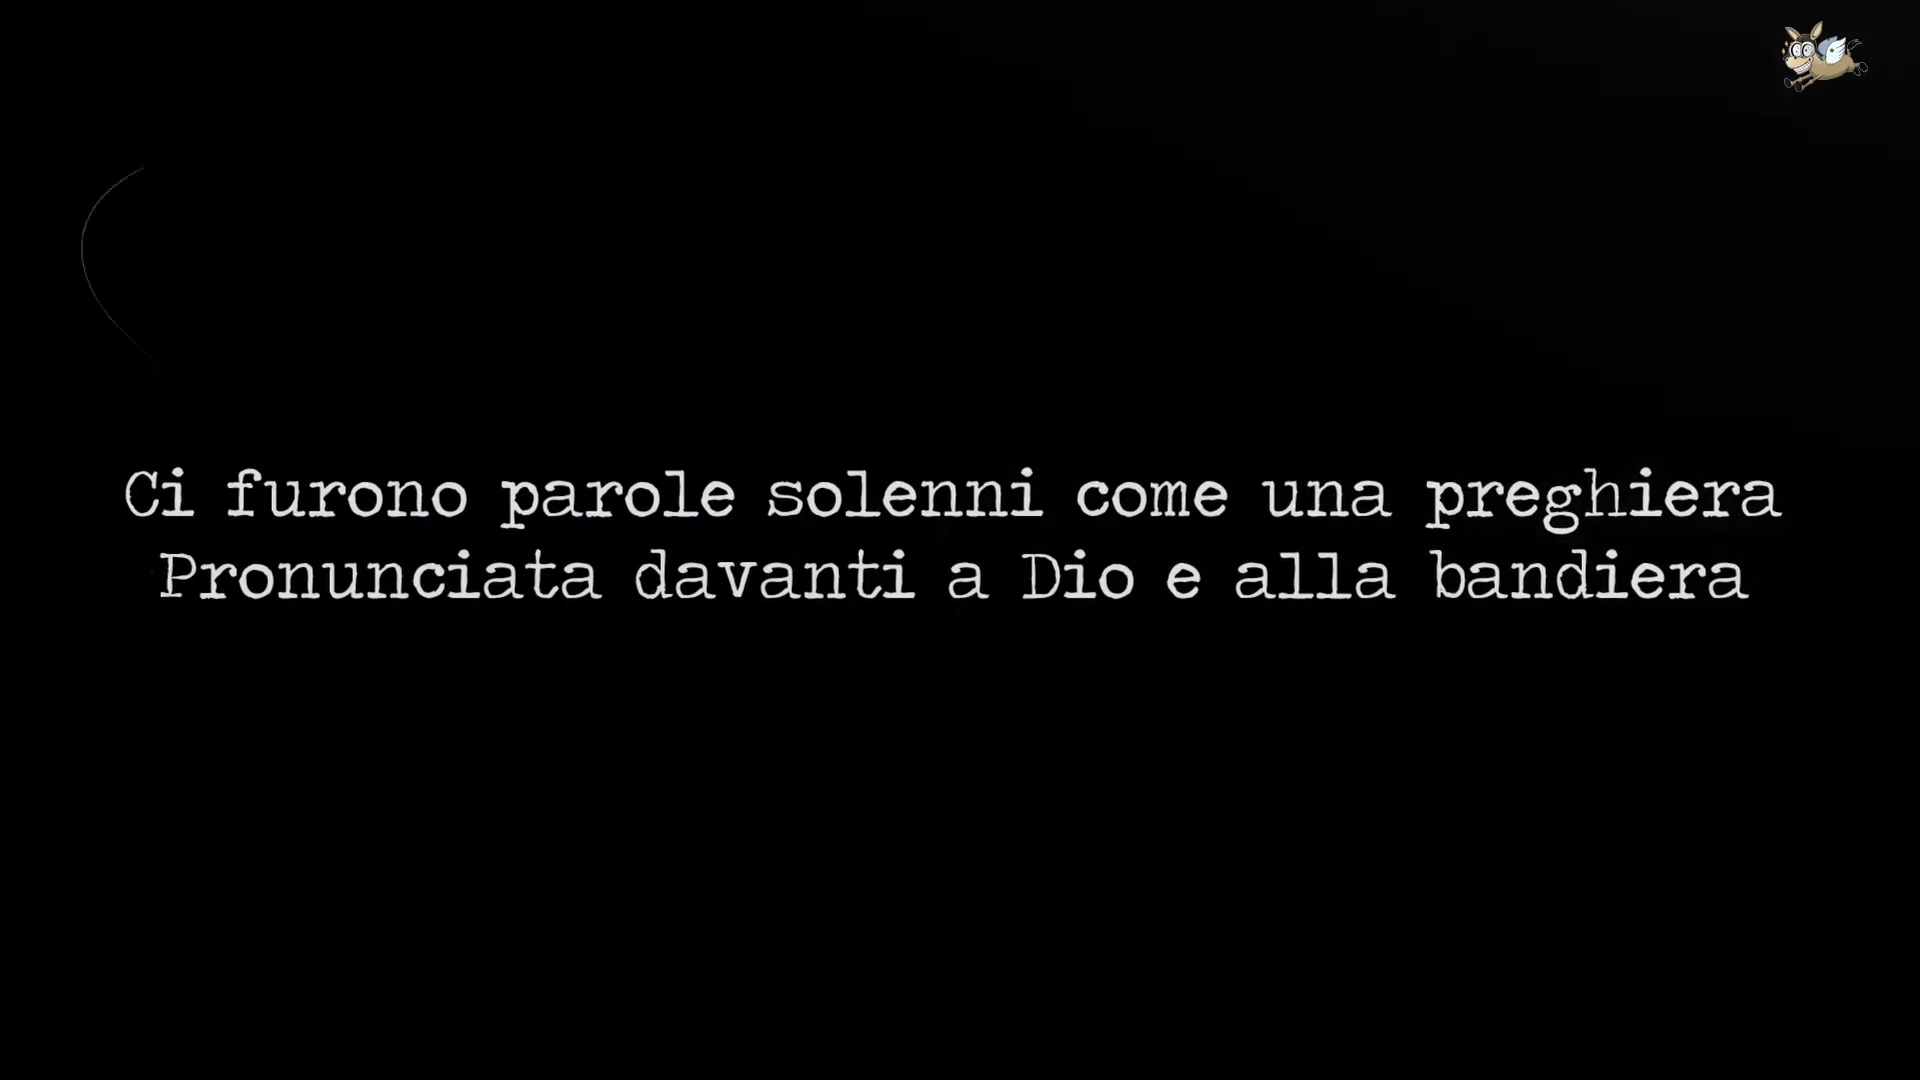 Ci furono parole solenni come una preghiera
Pronunciata davanti a Dio e alla bandiera